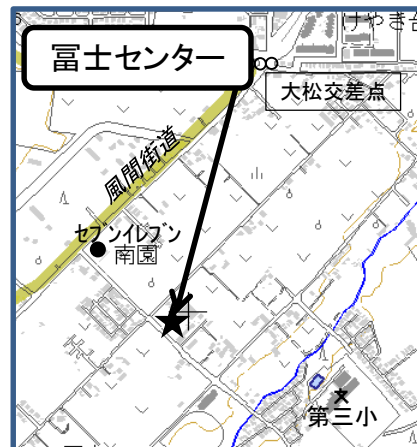 けやき台
冨士センター
大松交差点
風間街道
セブンイレブン
南園
第三小